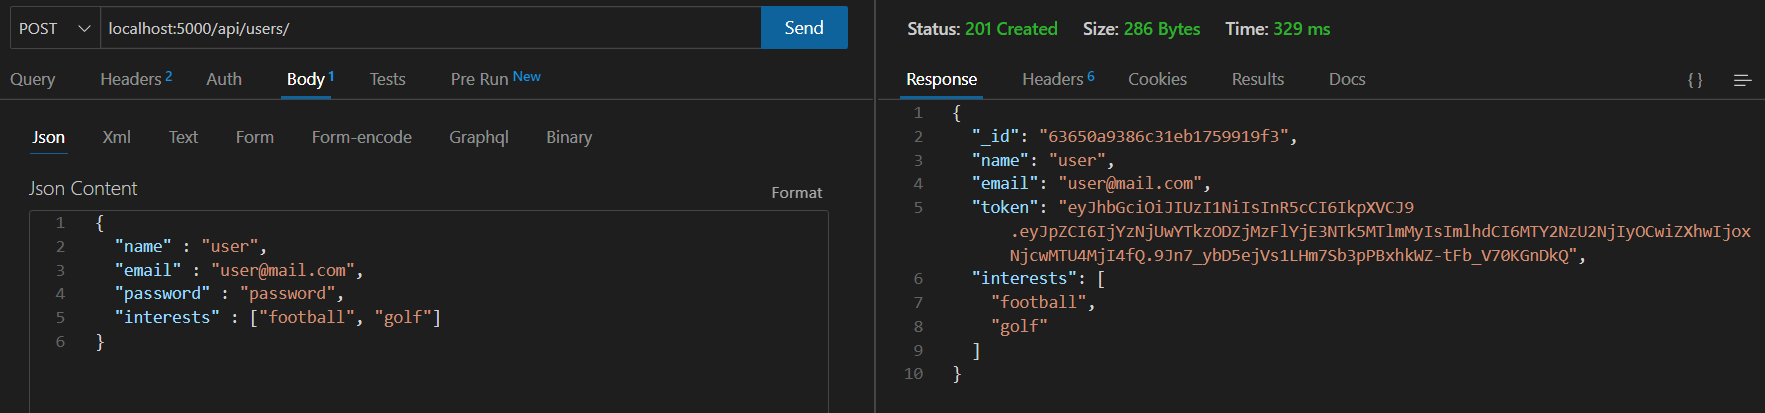 POST localhost:5000/api/users/ Send
Query Headers 2 Auth Body 1 Tests Pre Run New
Json Xml Text Form Form-encode Graphql Binary
Json Content
Format
1 {
2 "name" : "user",
3 "email" : "user@mail.com",
4 "password" : "password",
5 "interests" : ["football", "golf"]
6 }
Status: 201 Created Size: 286 Bytes Time: 329 ms
Response Headers 6 Cookies Results Docs {}
1 {
2 "_id": "63650a9386c31eb1759919f3",
3 "name": "user",
4 "email": "user@mail.com",
5 "token": "eyJhbGciOiJIUzI1NiIsInR5cCI6IkpXVCJ9
.eyJpZCI6IjYzNjUwYTkzODZjMzFlYjE3NTk5MTlmMyIsImlhdCI6MTY2NzU2NjIyOCwiZXhwIjox
NjcwMTU4MjI4fQ.9Jn7_ybD5ejVs1LHm7Sb3pPBxhkWZ-tFb_V70KGnDkQ",
6 "interests": [
7 "football",
8 "golf"
9 ]
10 }